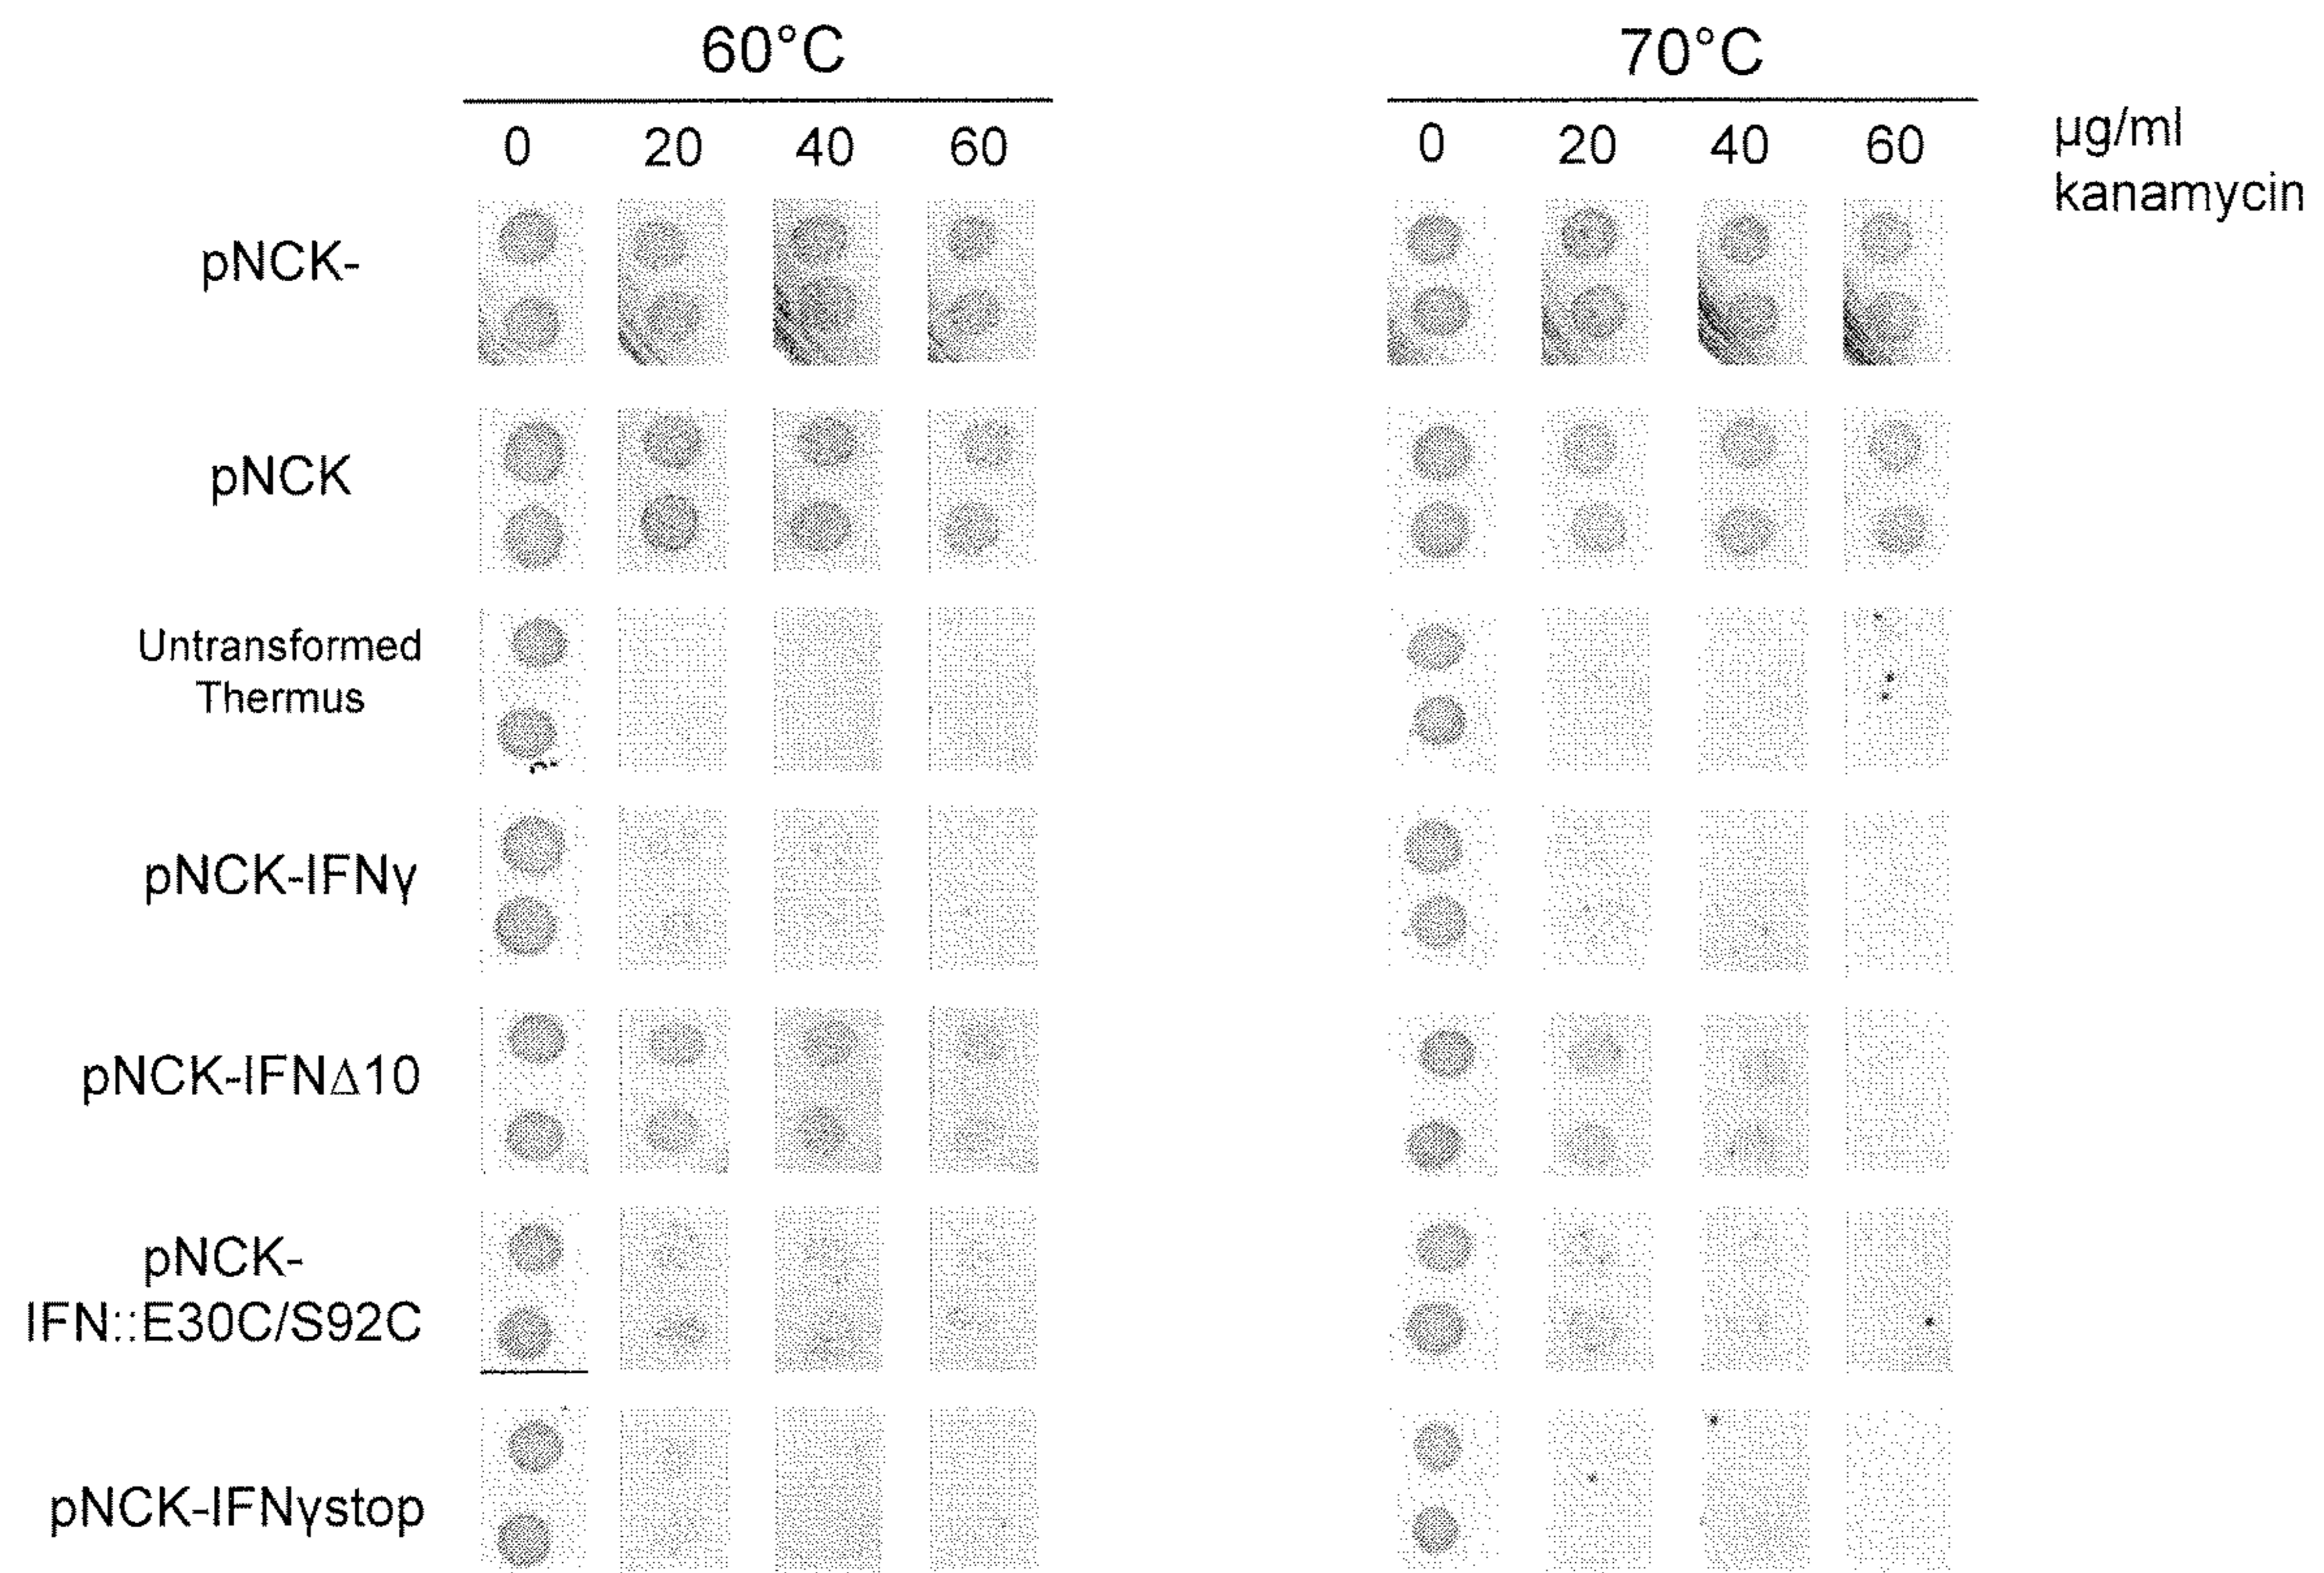 60°C
70°C
0 20 40 60
0 20 40 60
µg/ml
kanamycin
pNCK-
pNCK
Untransformed
Thermus
pNCK-IFNγ
pNCK-IFNΔ10
pNCK-
IFN::E30C/S92C
pNCK-IFNγstop